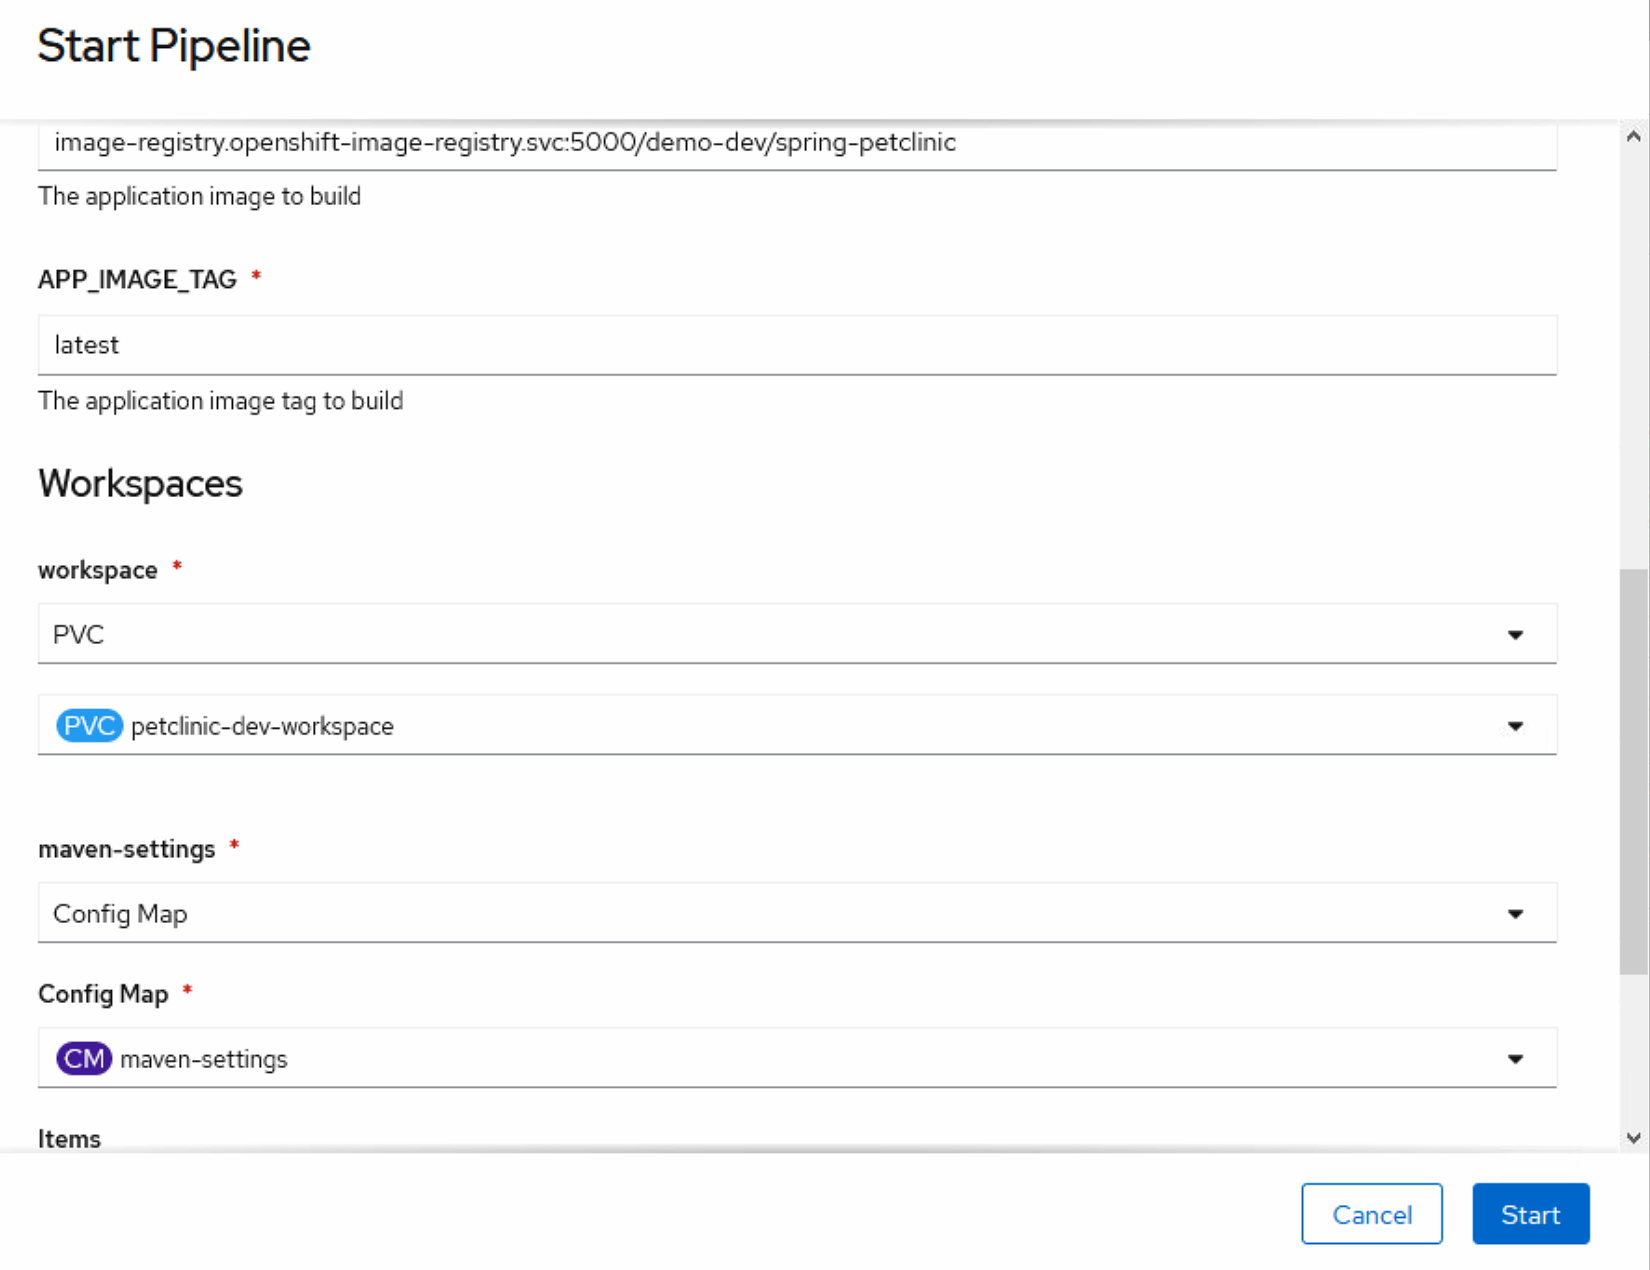 Start Pipeline
image-registry.openshift-image-registry.svc:5000/demo-dev/spring-petclinic
The application image to build
APP_IMAGE_TAG *
latest
The application image tag to build
Workspaces
workspace *
PVC
PVC petclinic-dev-workspace
maven-settings *
Config Map
Config Map *
CM maven-settings
Items
Cancel Start